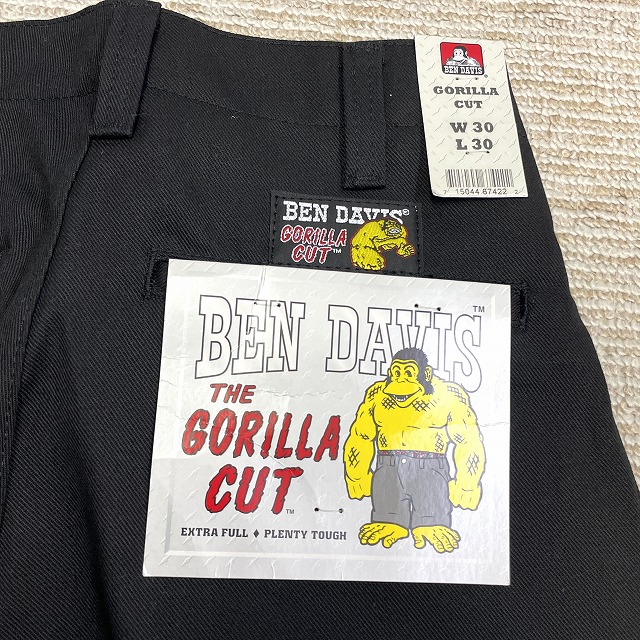 BEN DAVIS
GORILLA
CUT
W 30
L 30
7 15044 67422 2
BEN DAVIS®
GORILLA
CUT™
BEN DAVIS™
THE
GORILLA
CUT™
EXTRA FULL ♦ PLENTY TOUGH